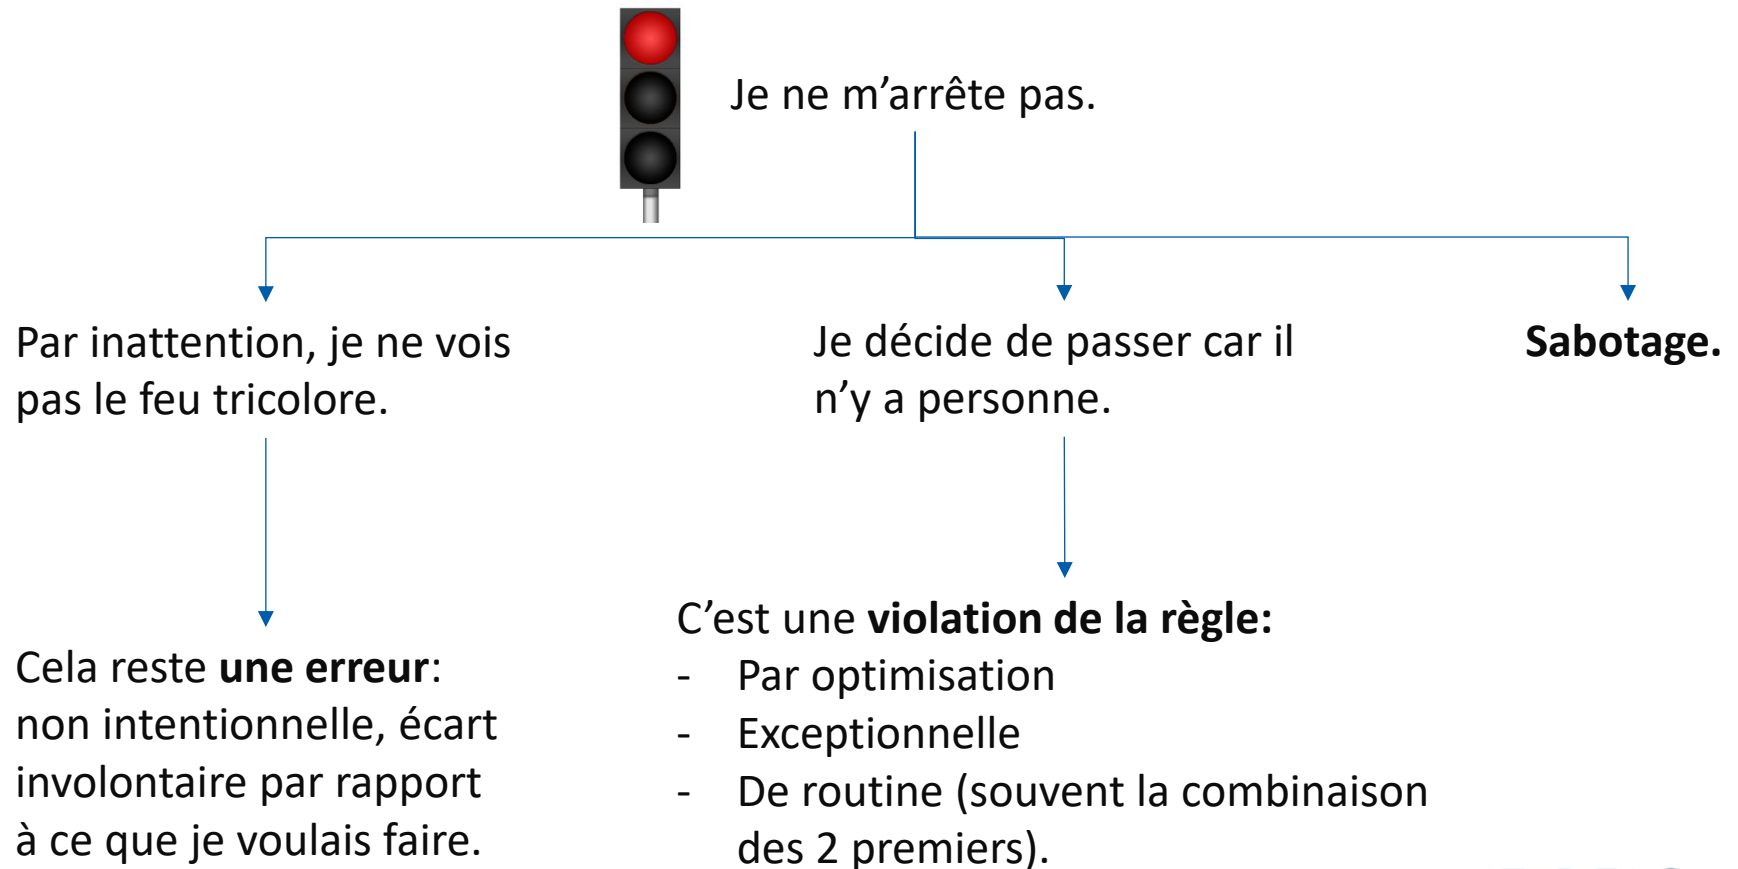 Je ne m’arrête pas.
Par inattention, je ne vois
pas le feu tricolore.
Je décide de passer car il
n’y a personne.
Sabotage.
Cela reste une erreur:
non intentionnelle, écart
involontaire par rapport
à ce que je voulais faire.
C’est une violation de la règle:
- Par optimisation
- Exceptionnelle
- De routine (souvent la combinaison
des 2 premiers).